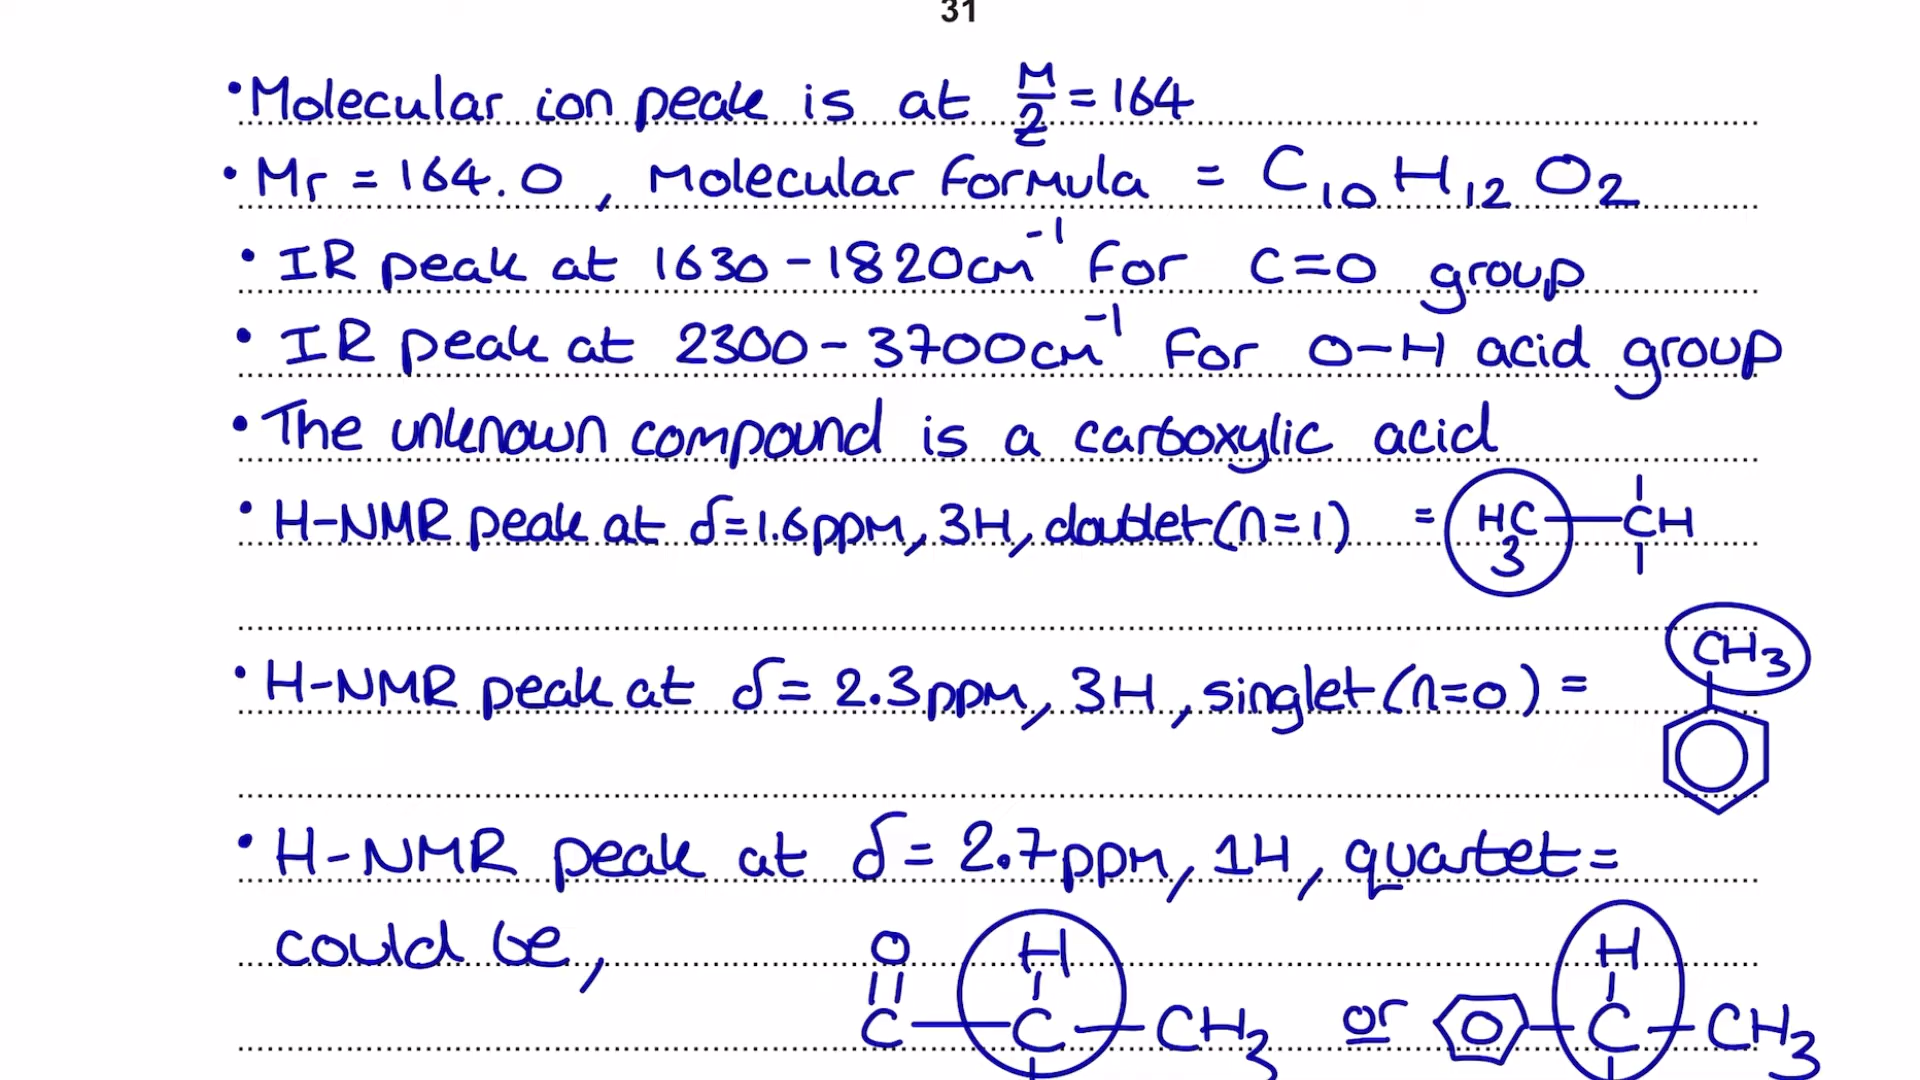 31
• Molecular ion peak is at M/Z = 164
• Mr = 164.0 , Molecular formula = C10 H12 O2
• IR peak at 1630 - 1820cm-1 for C=O group
• IR peak at 2300 - 3700cm-1 for O-H acid group
• The unknown compound is a carboxylic acid
• H-NMR peak at δ=1.6ppm, 3H, doublet (n=1) = H3C—CH
CH3
• H-NMR peak at δ= 2.3ppm, 3H, singlet (n=0) =
• H-NMR peak at δ= 2.7ppm, 1H, quartet =
could be, O H H
C — C — CH3 or — C — CH3